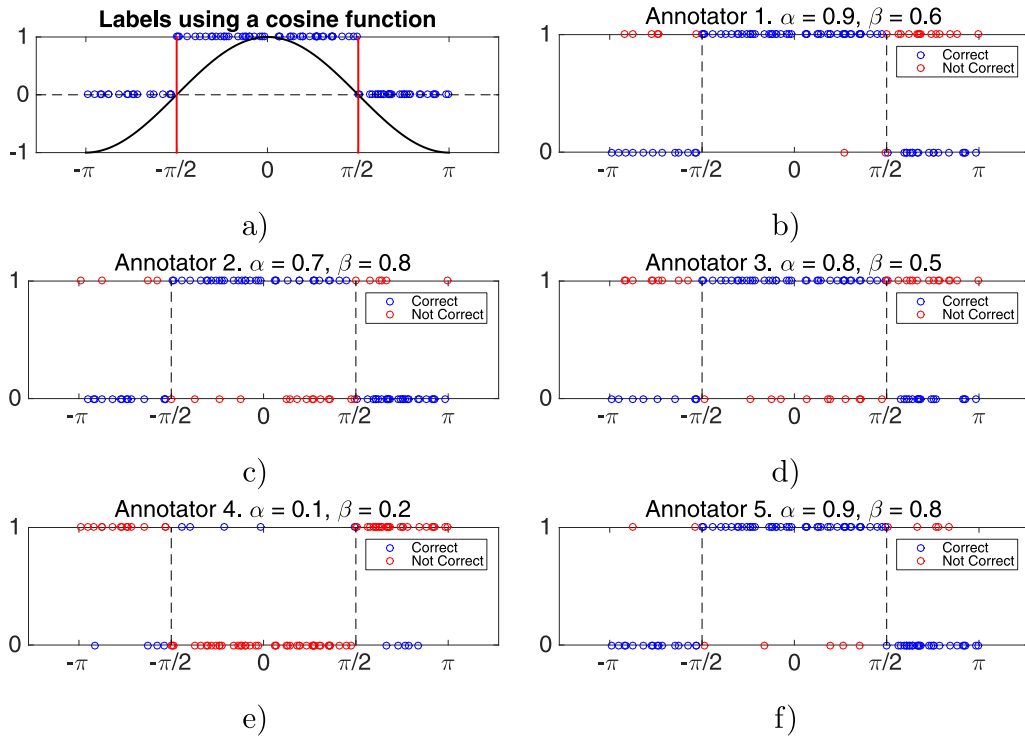 Labels using a cosine function
1
0
-1
-π
-π/2
0
π/2
π
a)
Annotator 1. α = 0.9, β = 0.6
1
Correct
Not Correct
0
-π
-π/2
0
π/2
π
b)
Annotator 2. α = 0.7, β = 0.8
1
Correct
Not Correct
0
-π
-π/2
0
π/2
π
c)
Annotator 3. α = 0.8, β = 0.5
1
Correct
Not Correct
0
-π
-π/2
0
π/2
π
d)
Annotator 4. α = 0.1, β = 0.2
1
Correct
Not Correct
0
-π
-π/2
0
π/2
π
e)
Annotator 5. α = 0.9, β = 0.8
1
Correct
Not Correct
0
-π
-π/2
0
π/2
π
f)